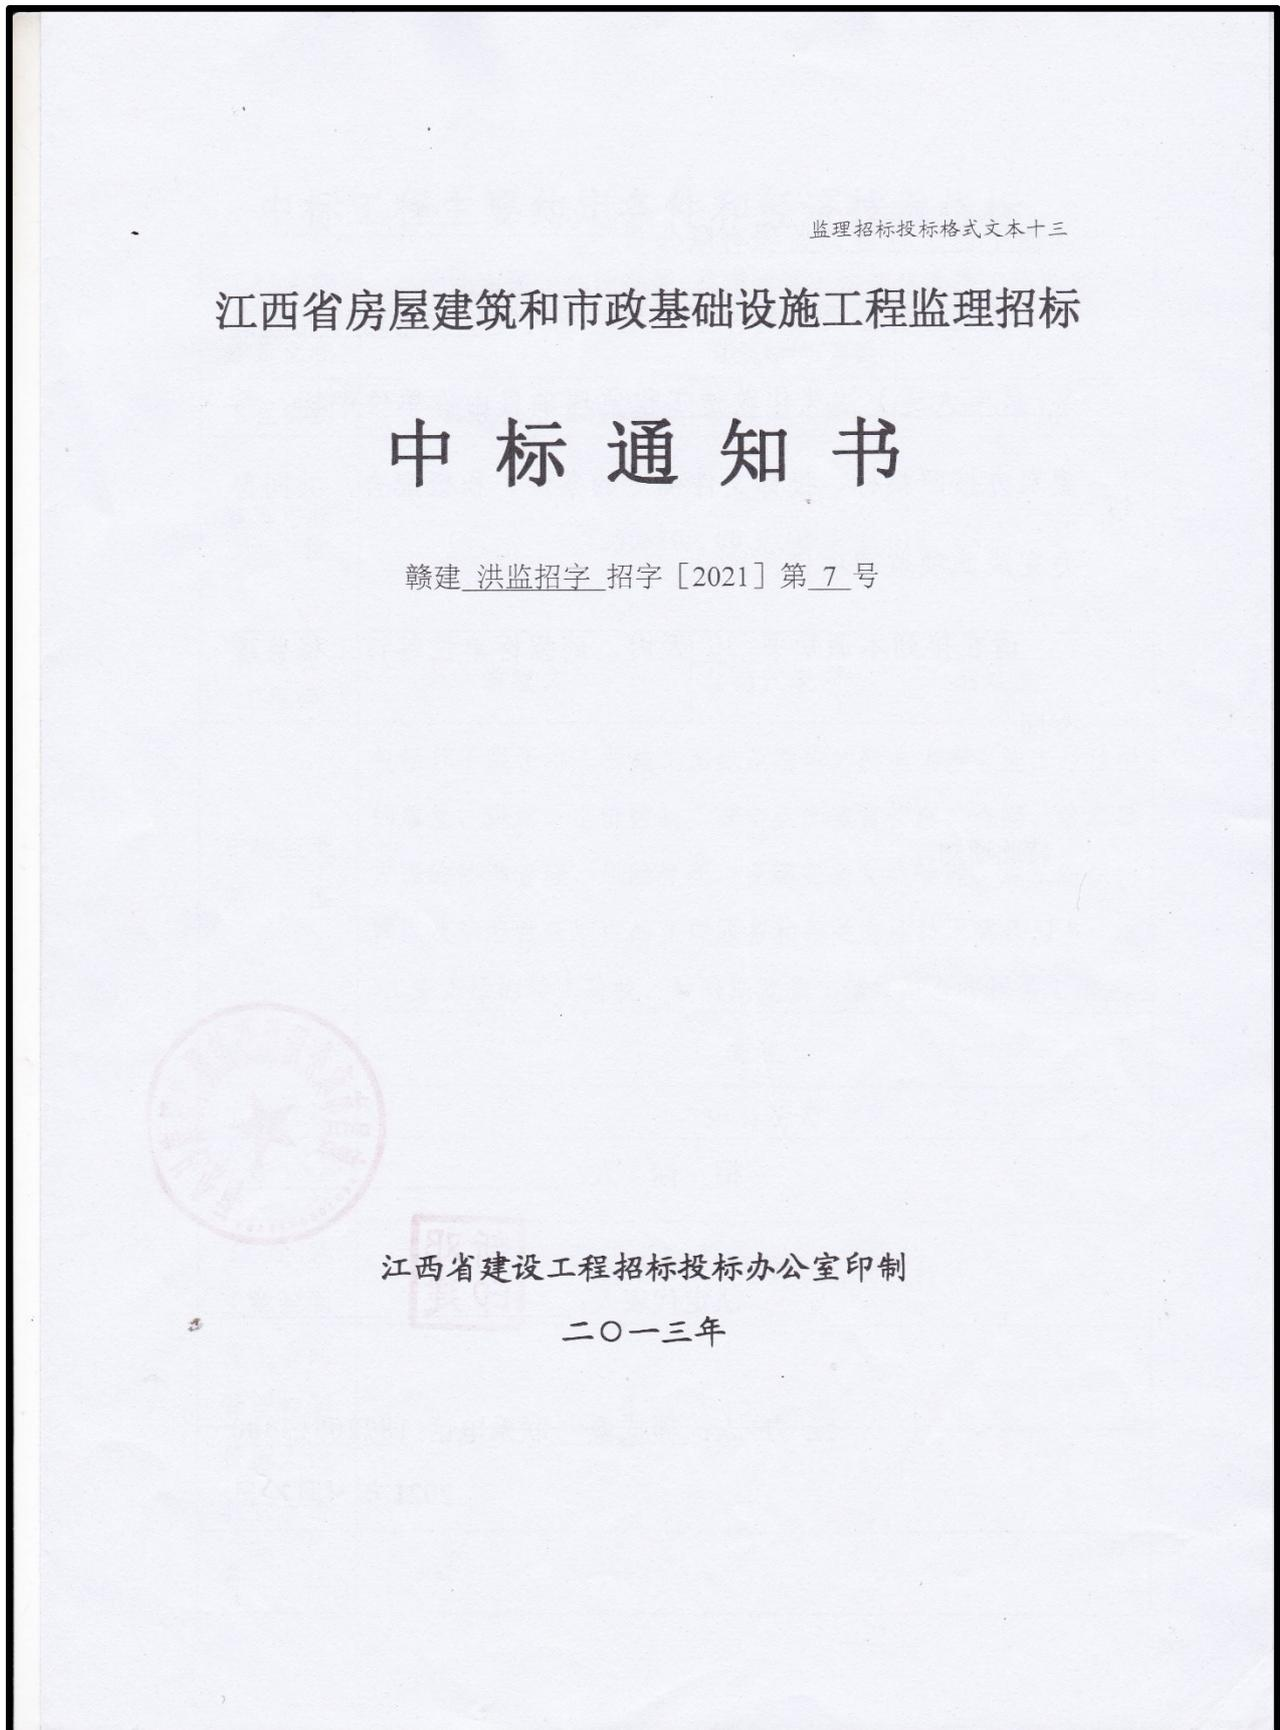 监理招标投标格式文本十三
江西省房屋建筑和市政基础设施工程监理招标
中标通知书
赣建 洪监招字 招字［2021］第 7 号
江西省建设工程招标投标办公室印制
二〇一三年